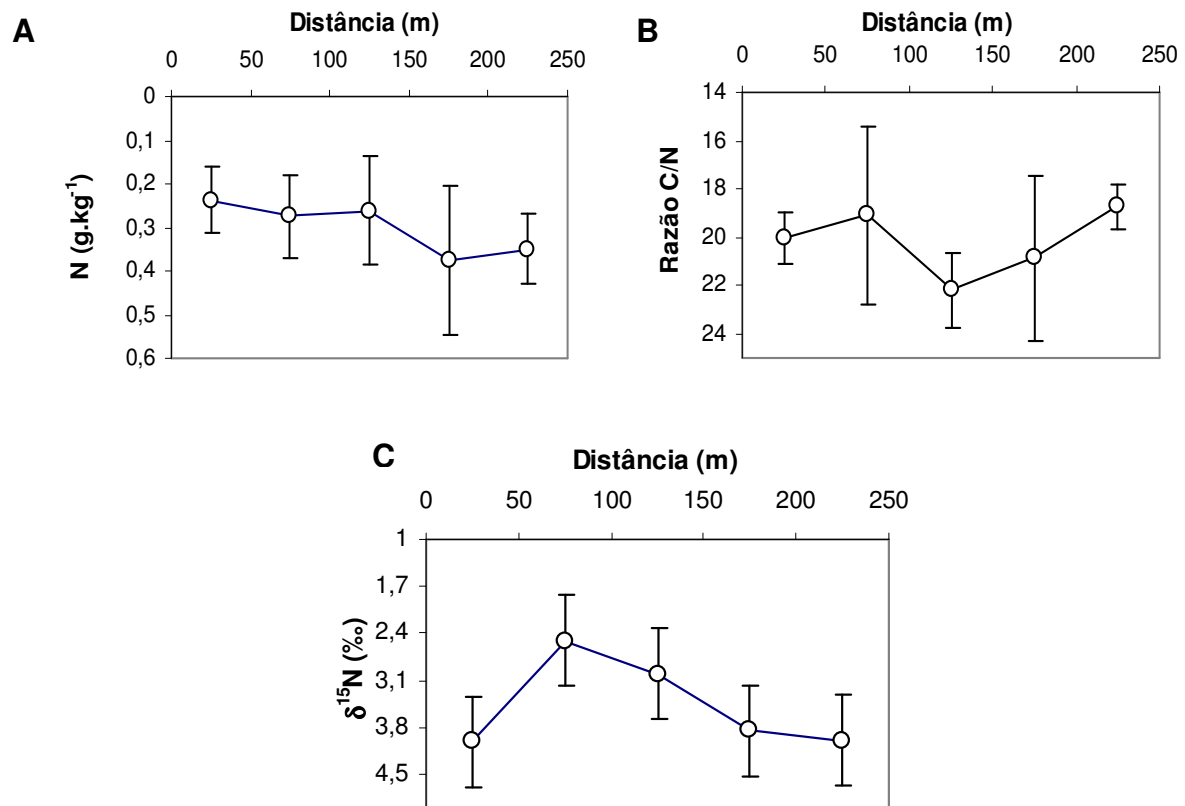 A
Distância (m)
0 50 100 150 200 250
N (g.kg-1)
0
0,1
0,2
0,3
0,4
0,5
0,6
B
Distância (m)
0 50 100 150 200 250
Razão C/N
14
16
18
20
22
24
C
Distância (m)
0 50 100 150 200 250
δ15N (‰)
1
1,7
2,4
3,1
3,8
4,5